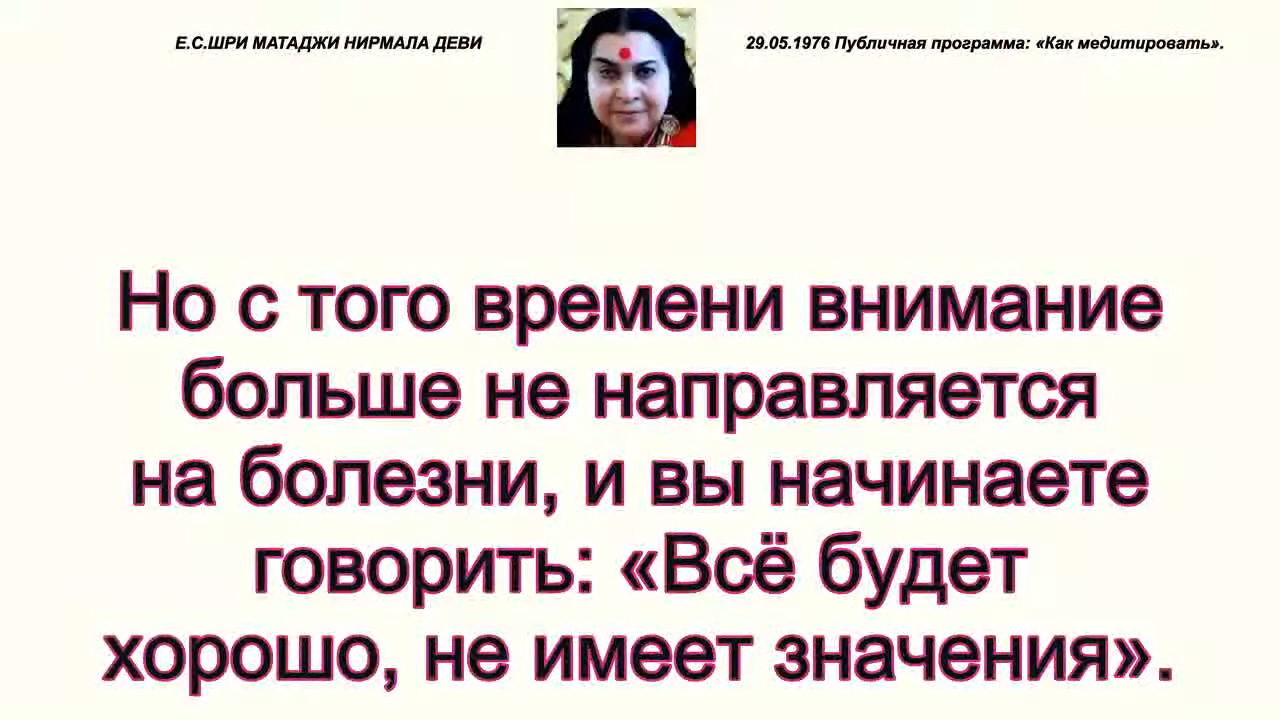 Е.С.ШРИ МАТАДЖИ НИРМАЛА ДЕВИ
29.05.1976 Публичная программа: «Как медитировать».
Но с того времени внимание
больше не направляется
на болезни, и вы начинаете
говорить: «Всё будет
хорошо, не имеет значения».